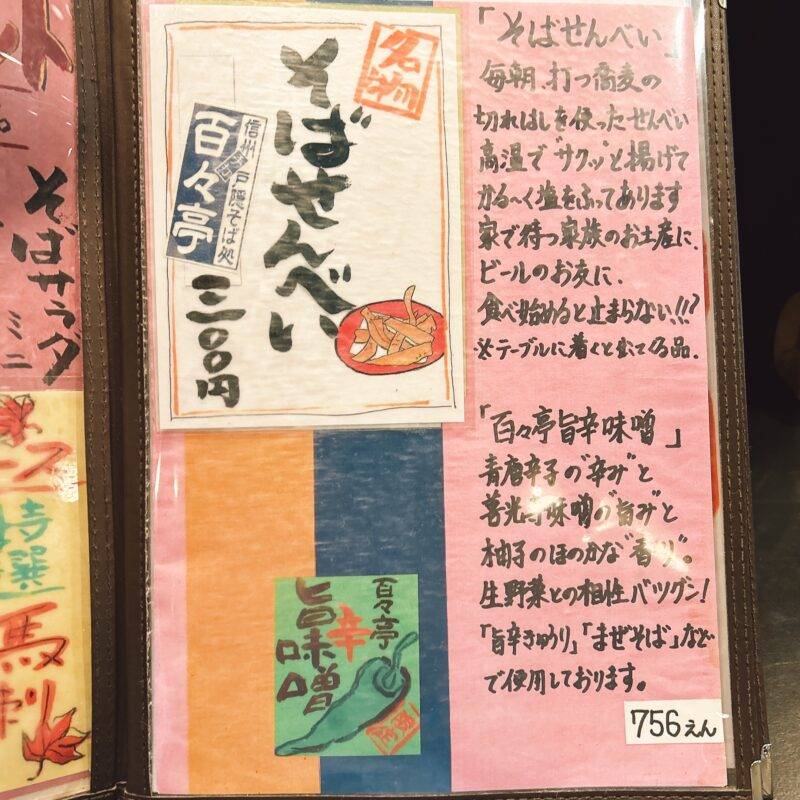 そばサラダ
ミニ
特選
馬刺
名物
そばせんべい
信州
戸隠そば処
百々亭
三〇〇円
「そばせんべい」
毎朝、打つ蕎麦の
切れはしを使ったせんべい
高温で"サクッ"と揚げて
かる〜く塩をふってあります
家で待つ家族のお土産に、
ビールのお友に、
食べ始めると止まらない!!?
※テーブルに着くと出てくる品。
「百々亭旨辛味噌」
青唐辛子の"辛み"と
善光寺味噌の"旨み"と
柚子のほのかな"香り"。
生野菜との相性バツグン!
「旨辛きゅうり」「まぜそば」などで
で使用しております。
百々亭
旨辛
味噌
756えん